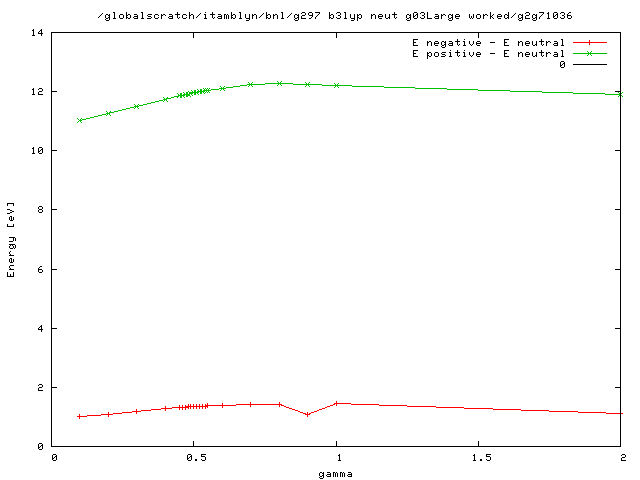 /globalscratch/itamblyn/bnl/g297 b3lyp neut g03Large worked/g2g71036
14
E negative - E neutral
E positive - E neutral
0
12
10
8
Energy [eV]
6
4
2
0
0 0.5 1 1.5 2
gamma